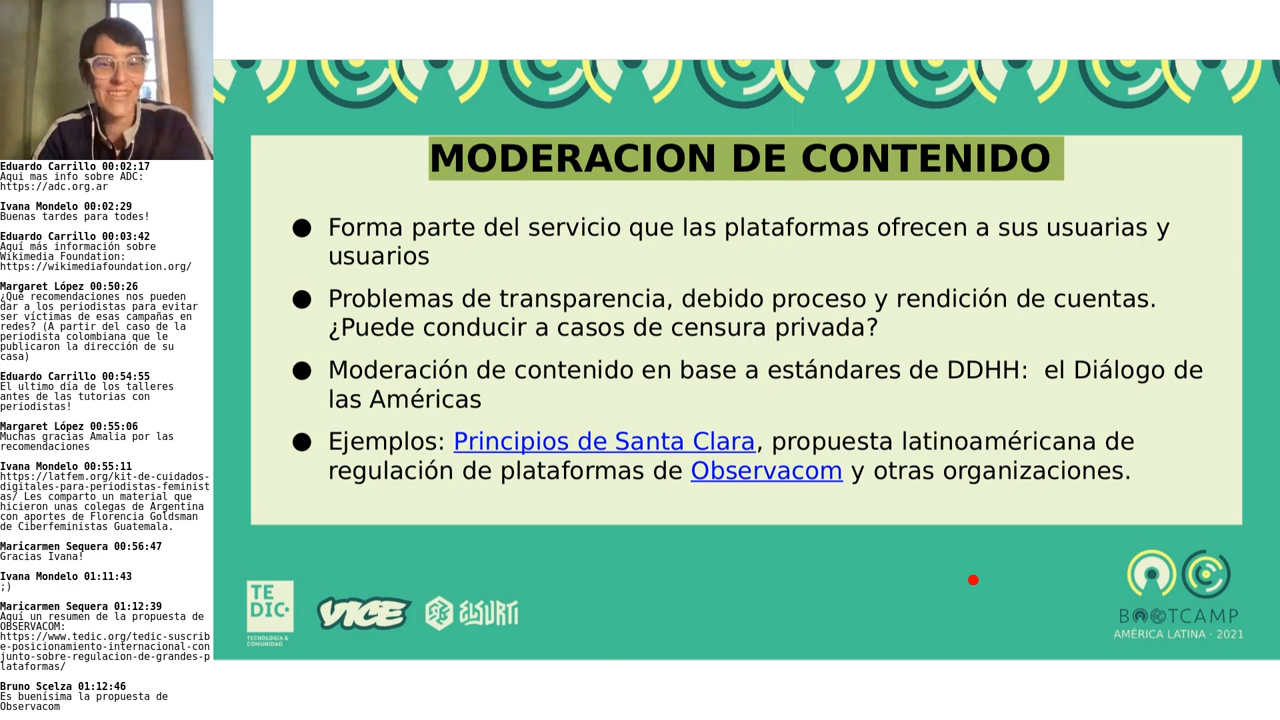 Eduardo Carrillo 00:02:17
Aqui mas info sobre ADC:
https://adc.org.ar
Ivana Mondelo 00:02:29
Buenas tardes para todes!
Eduardo Carrillo 00:03:42
Aquí más información sobre
Wikimedia Foundation:
https://wikimediafoundation.org/
Margaret López 00:50:26
¿Qué recomendaciones nos pueden
dar a los periodistas para evitar
ser víctimas de esas campañas en
redes? (A partir del caso de la
periodista colombiana que le
publicaron la dirección de su
casa)
Eduardo Carrillo 00:54:55
El ultimo día de los talleres
antes de las tutorias con
periodistas!
Margaret López 00:55:06
Muchas gracias Amalia por las
recomendaciones
Ivana Mondelo 00:55:11
https://latfem.org/kit-de-cuidados-
digitales-para-periodistas-feminist
as/ Les comparto un material que
hicieron unas colegas de Argentina
con aportes de Florencia Goldsman
de Ciberfeministas Guatemala.
Maricarmen Sequera 00:56:47
Gracias Ivana!
Ivana Mondelo 01:11:43
;)
Maricarmen Sequera 01:12:39
Aquí un resumen de la propuesta de
OBSERVACOM:
https://www.tedic.org/tedic-suscrib
e-posicionamiento-internacional-con
junto-sobre-regulacion-de-grandes-p
lataformas/
Bruno Scelza 01:12:46
Es buenísima la propuesta de
Observacom
MODERACION DE CONTENIDO
● Forma parte del servicio que las plataformas ofrecen a sus usuarias y
usuarios
● Problemas de transparencia, debido proceso y rendición de cuentas.
¿Puede conducir a casos de censura privada?
● Moderación de contenido en base a estándares de DDHH: el Diálogo de
las Américas
● Ejemplos: Principios de Santa Clara, propuesta latinoaméricana de
regulación de plataformas de Observacom y otras organizaciones.
TE
DIC
TECNOLOGÍA &
COMUNIDAD
VICE
ELSURTI
BOOTCAMP
AMÉRICA LATINA · 2021